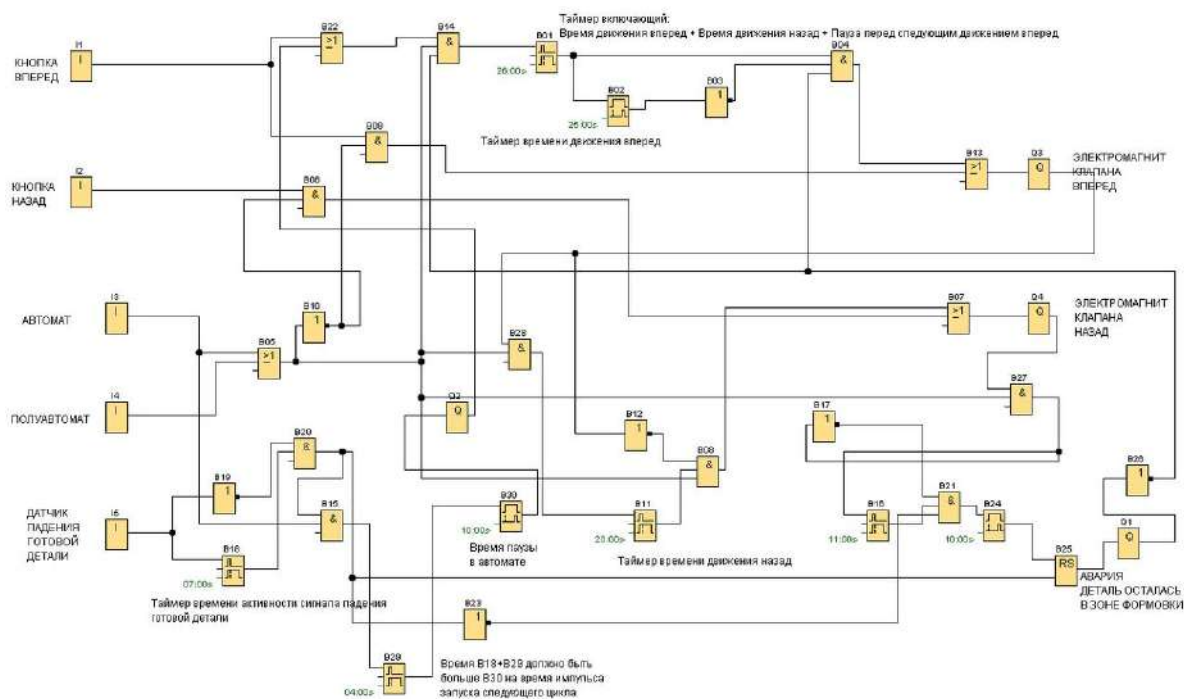 Таймер включающий:
Время движения вперед + Время движения назад + Пауза перед следующим движением вперед
B22
B14
B01
B04
I1
>1
&
&
I
КНОПКА
ВПЕРЕД
26:00s
B02
B03
1
25:00s
Таймер времени движения вперед
B09
&
B13
Q3
>1
Q
ЭЛЕКТРОМАГНИТ
КЛАПАНА
ВПЕРЕД
I2
I
КНОПКА
НАЗАД
B06
&
I3
I
АВТОМАТ
B10
1
B07
Q4
>1
Q
ЭЛЕКТРОМАГНИТ
КЛАПАНА
НАЗАД
B05
>1
&
B27
&
I4
I
ПОЛУАВТОМАТ
Q2
Q
B12
1
B17
1
B20
&
B08
&
B19
1
B26
1
I5
I
ДАТЧИК
ПАДЕНИЯ
ГОТОВОЙ
ДЕТАЛИ
B15
&
B30
10:00s
Время паузы
в автомате
B11
20:00s
Таймер времени движения назад
11:00s
B21
&
B24
10:00s
Q1
Q
B18
07:00s
Таймер времени активности сигнала падения
готовой детали
B25
RS
АВАРИЯ
ДЕТАЛЬ ОСТАЛАСЬ
В ЗОНЕ ФОРМОВКИ
B23
1
04:00s
Время B18+B29 должно быть
больше B30 на время импульса
запуска следующего цикла